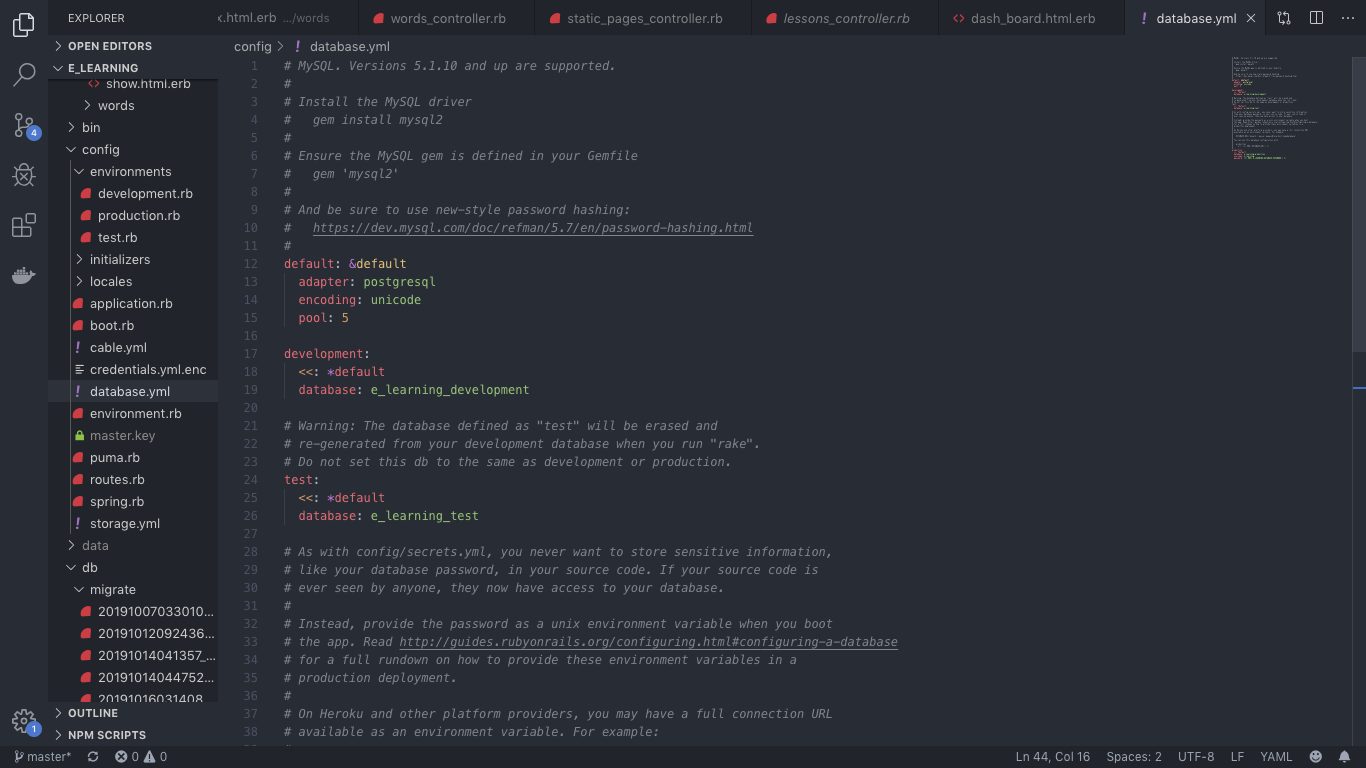 EXPLORER
x.html.erb .../words
words_controller.rb
static_pages_controller.rb
lessons_controller.rb
dash_board.html.erb
! database.yml
OPEN EDITORS
E_LEARNING
show.html.erb
words
bin
config
environments
development.rb
production.rb
test.rb
initializers
locales
application.rb
boot.rb
! cable.yml
credentials.yml.enc
! database.yml
environment.rb
master.key
puma.rb
routes.rb
spring.rb
! storage.yml
data
db
migrate
20191007033010...
20191012092436...
20191014041357_...
20191014044752...
20191016031408
OUTLINE
NPM SCRIPTS
4
1
config > ! database.yml
1 # MySQL. Versions 5.1.10 and up are supported.
2 #
3 # Install the MySQL driver
4 #   gem install mysql2
5 #
6 # Ensure the MySQL gem is defined in your Gemfile
7 #   gem 'mysql2'
8 #
9 # And be sure to use new-style password hashing:
10 #   https://dev.mysql.com/doc/refman/5.7/en/password-hashing.html
11 #
12 default: &default
13   adapter: postgresql
14   encoding: unicode
15   pool: 5
16
17 development:
18   <<: *default
19   database: e_learning_development
20
21 # Warning: The database defined as "test" will be erased and
22 # re-generated from your development database when you run "rake".
23 # Do not set this db to the same as development or production.
24 test:
25   <<: *default
26   database: e_learning_test
27
28 # As with config/secrets.yml, you never want to store sensitive information,
29 # like your database password, in your source code. If your source code is
30 # ever seen by anyone, they now have access to your database.
31 #
32 # Instead, provide the password as a unix environment variable when you boot
33 # the app. Read http://guides.rubyonrails.org/configuring.html#configuring-a-database
34 # for a full rundown on how to provide these environment variables in a
35 # production deployment.
36 #
37 # On Heroku and other platform providers, you may have a full connection URL
38 # available as an environment variable. For example:
master*
0
0
Ln 44, Col 16
Spaces: 2
UTF-8
LF
YAML